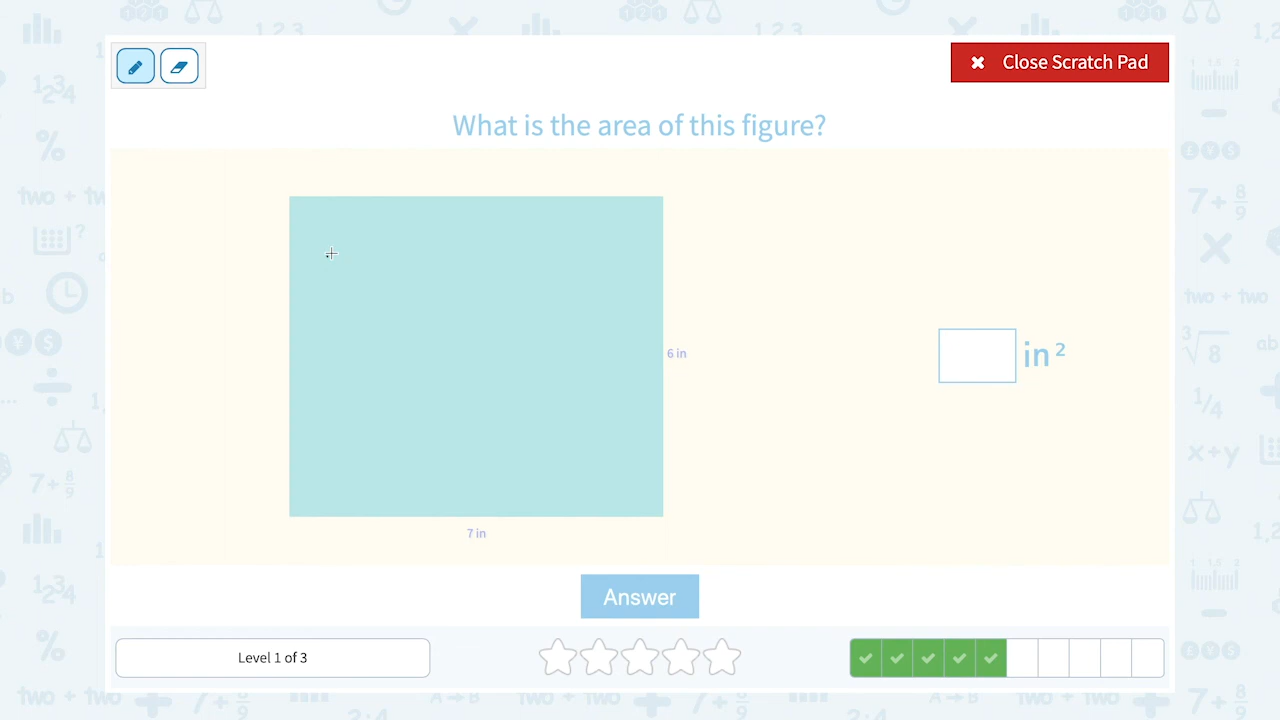 ✖ Close Scratch Pad
What is the area of this figure?
6 in
in ²
7 in
Answer
Level 1 of 3